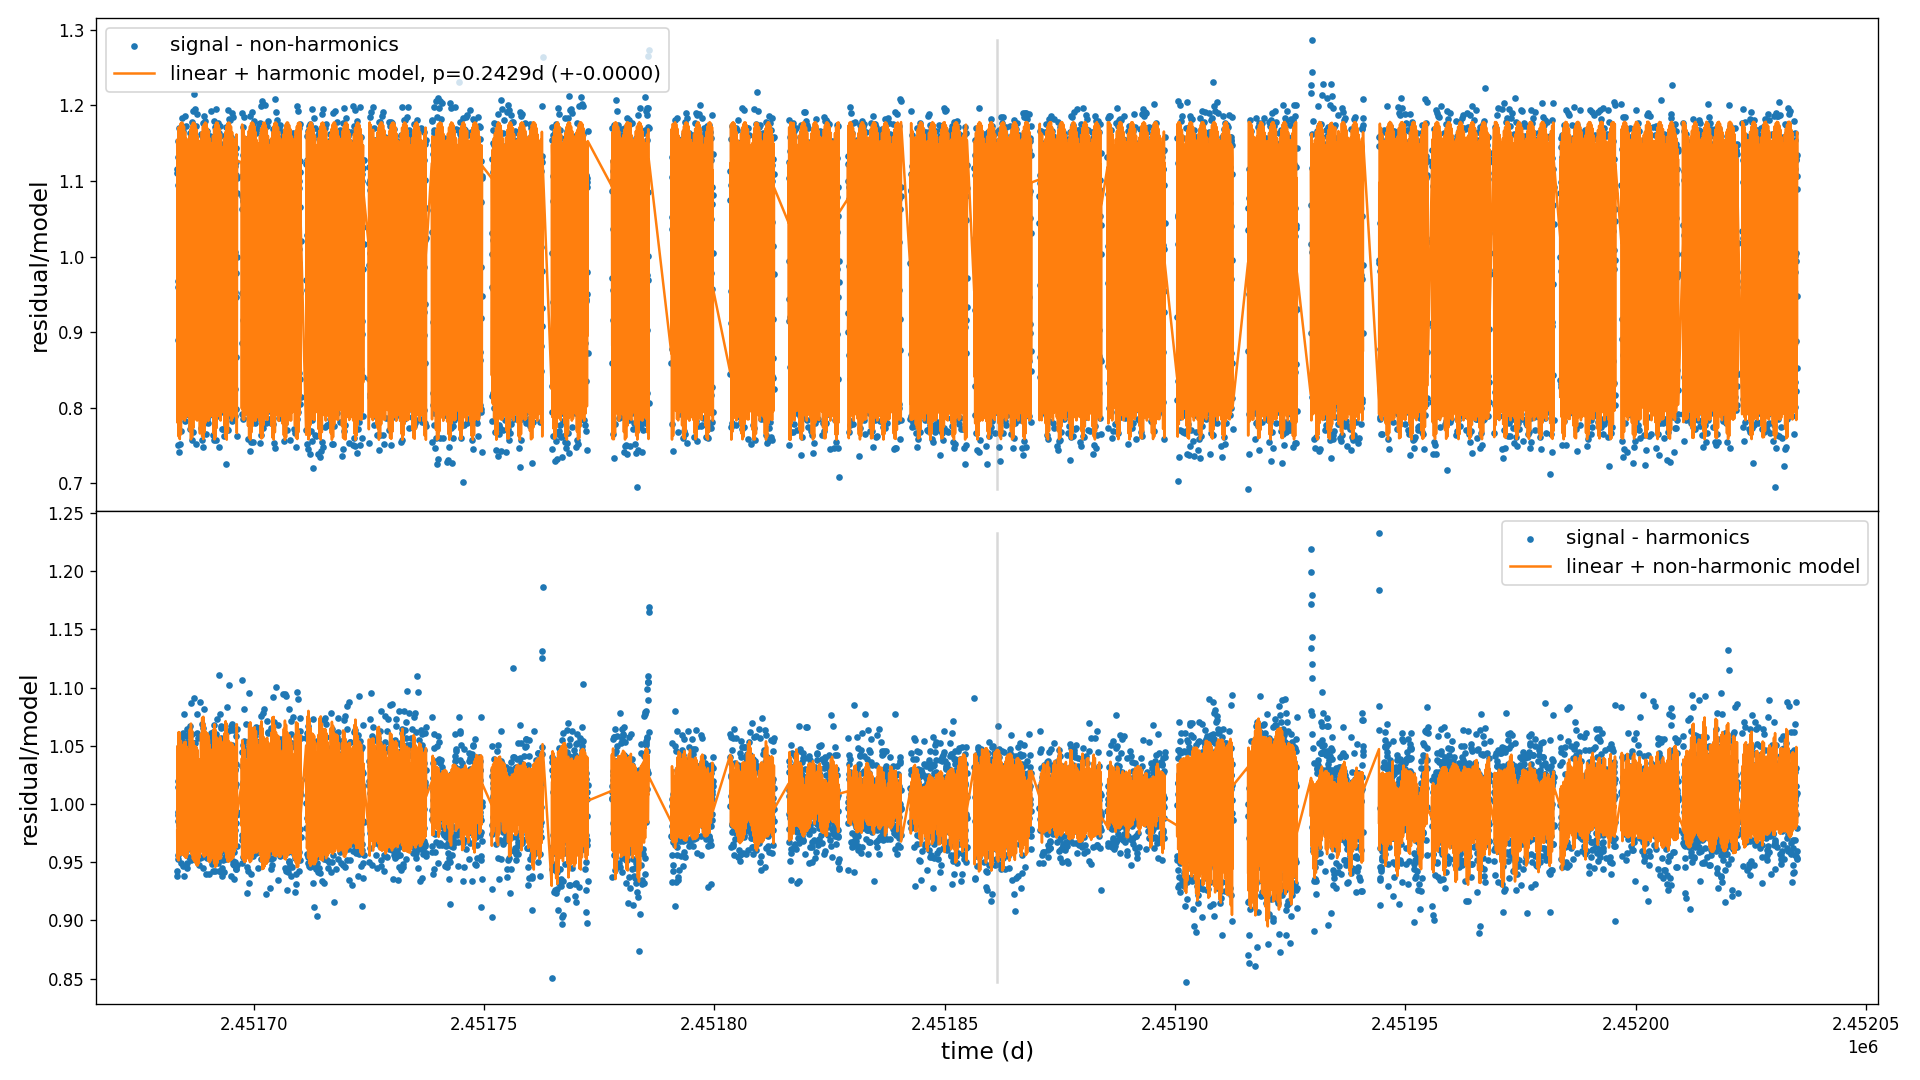 1.3
1.2
1.1
1.0
0.9
0.8
0.7
residual/model
signal - non-harmonics
linear + harmonic model, p=0.2429d (+-0.0000)
1.25
1.20
1.15
1.10
1.05
1.00
0.95
0.90
0.85
residual/model
signal - harmonics
linear + non-harmonic model
2.45170 2.45175 2.45180 2.45185 2.45190 2.45195 2.45200 2.45205
1e6
time (d)